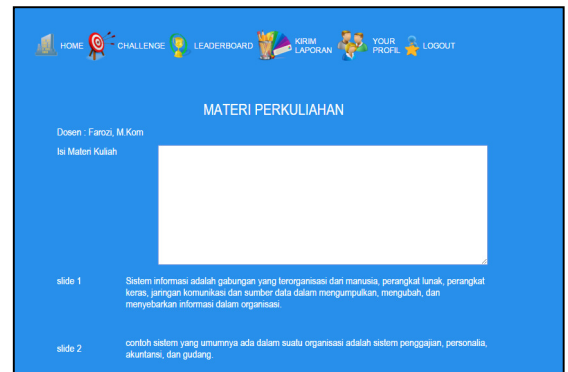 HOME CHALLENGE LEADERBOARD KIRIM LAPORAN YOUR PROFIL LOGOUT
MATERI PERKULIAHAN
Dosen : Farozi, M.Kom
Isi Materi Kuliah
slide 1
Sistem informasi adalah gabungan yang terorganisasi dari manusia, perangkat lunak, perangkat
keras, jaringan komunikasi dan sumber data dalam mengumpulkan, mengubah, dan
menyebarkan informasi dalam organisasi.
slide 2
contoh sistem yang umumnya ada dalam suatu organisasi adalah sistem penggajian, personalia,
akuntansi, dan gudang.